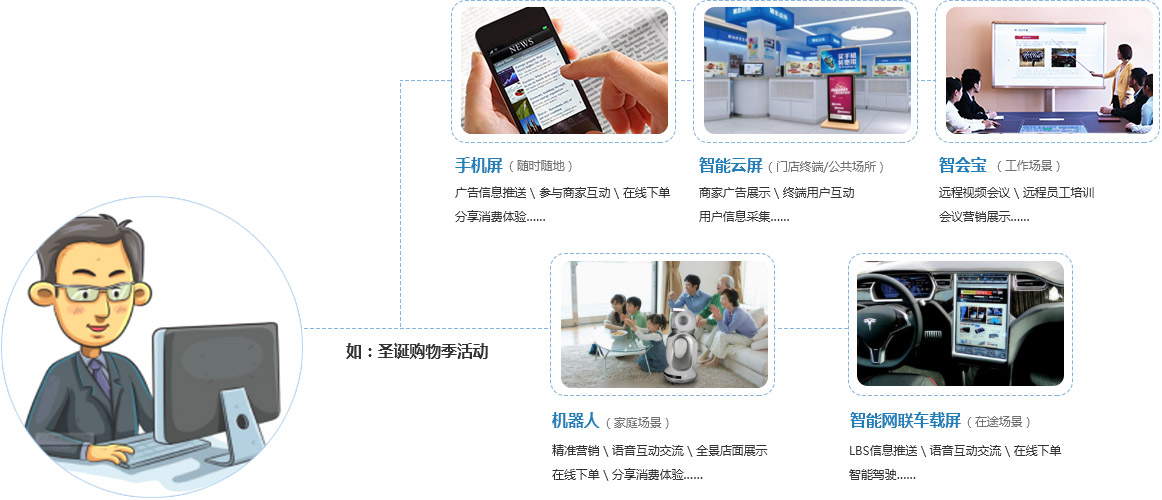 NEWS
买手机
另惠用
手机屏（随时随地）
广告信息推送 \ 参与商家互动 \ 在线下单
分享消费体验......
智能云屏（门店终端/公共场所）
商家广告展示 \ 终端用户互动
用户信息采集......
智会宝 （工作场景）
远程视频会议 \ 远程员工培训
会议营销展示......
如：圣诞购物季活动
机器人（家庭场景）
精准营销 \ 语音互动交流 \ 全景店面展示
在线下单 \ 分享消费体验......
智能网联车载屏（在途场景）
LBS信息推送 \ 语音互动交流 \ 在线下单
智能驾驶......